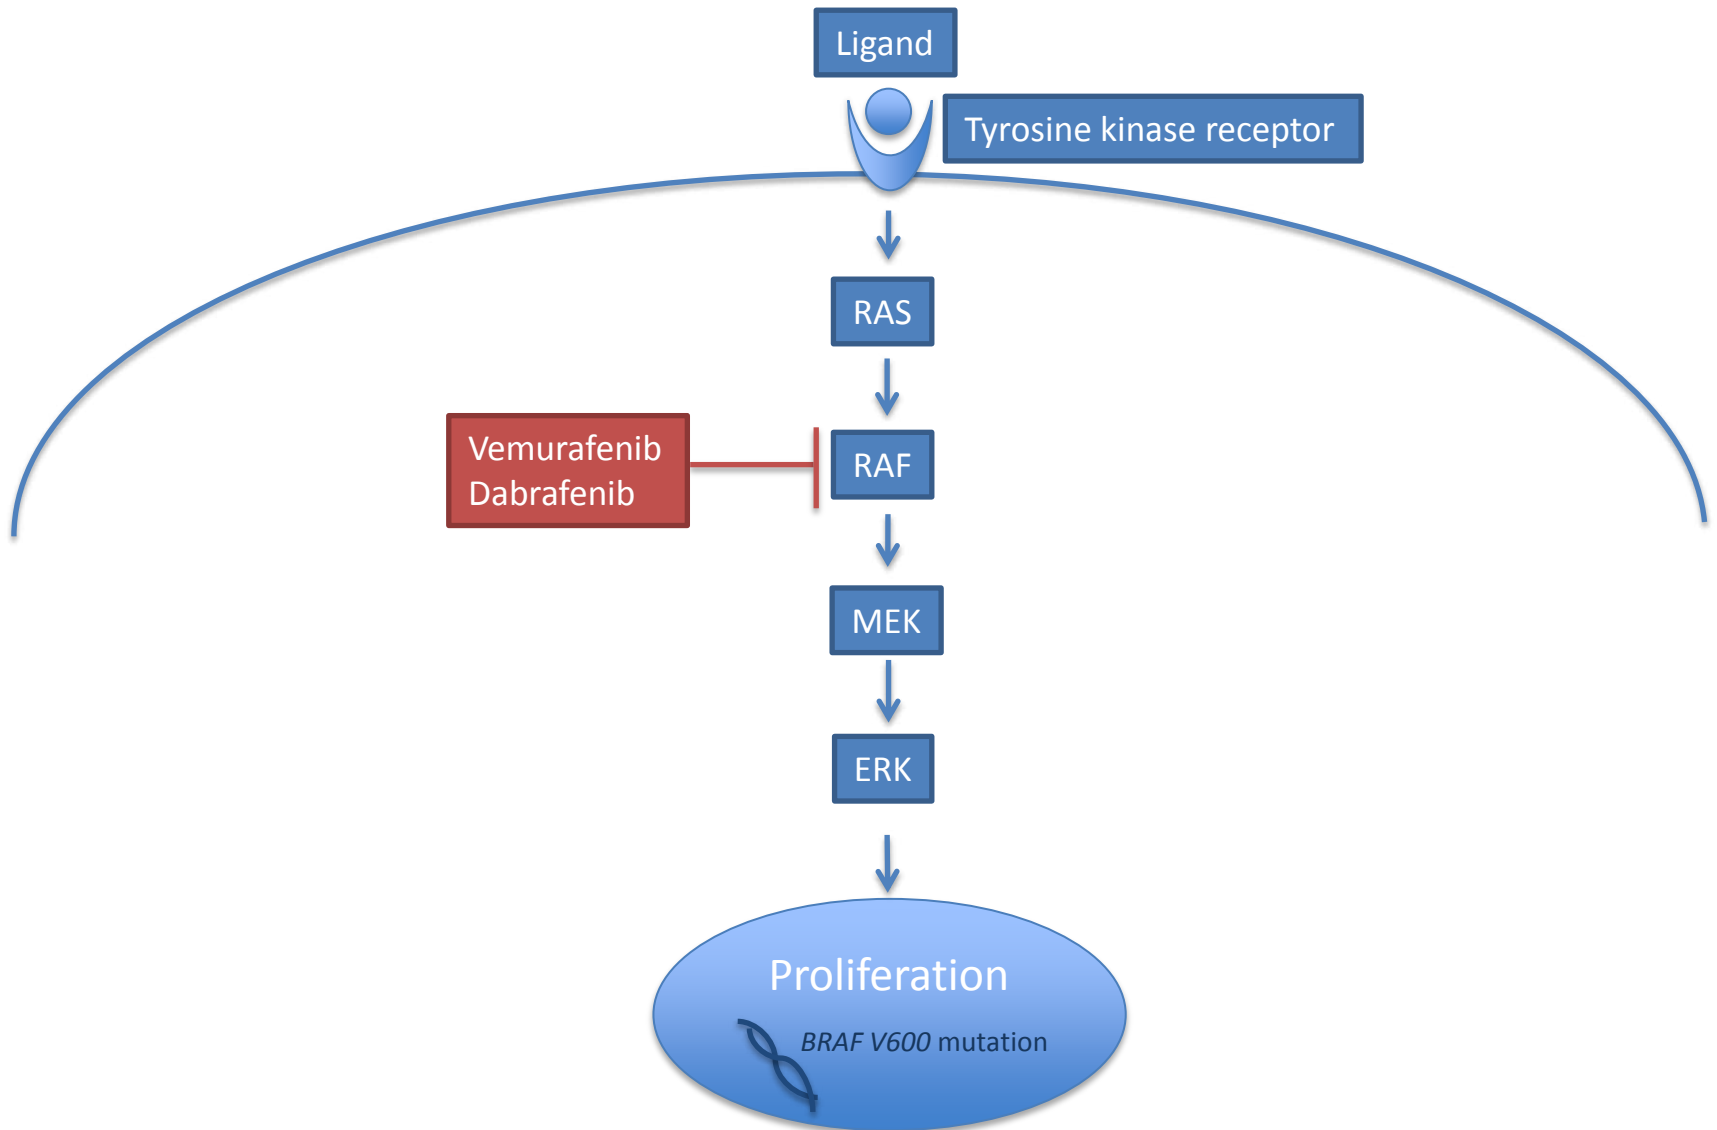 Ligand
Tyrosine kinase receptor
RAS
Vemurafenib
Dabrafenib
RAF
MEK
ERK
Proliferation
BRAF V600 mutation